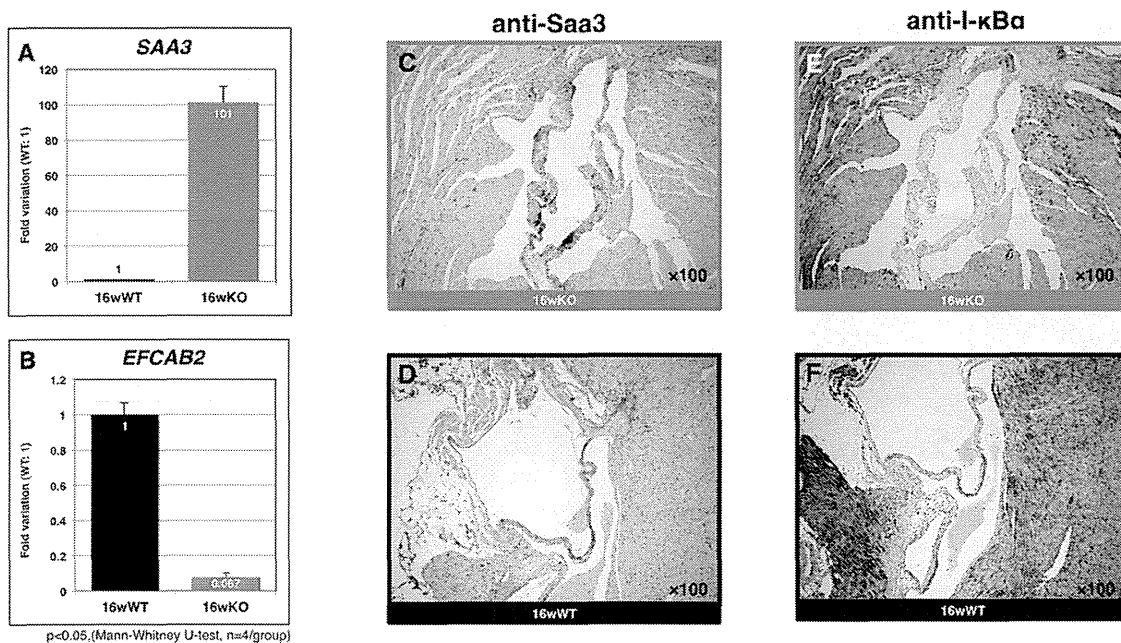 anti-Saa3
anti-I-κBα
A
SAA3
Fold variation (WT: 1)
120
100
80
60
40
20
0
1
101
16wWT
16wKO
C
×100
16wKO
E
×100
16wKO
B
EFCAB2
Fold variation (WT: 1)
1.2
1
0.8
0.6
0.4
0.2
0
1
16wWT
16wKO
p<0.05,(Mann-Whitney U-test, n=4/group)
D
×100
16wWT
F
×100
16wWT